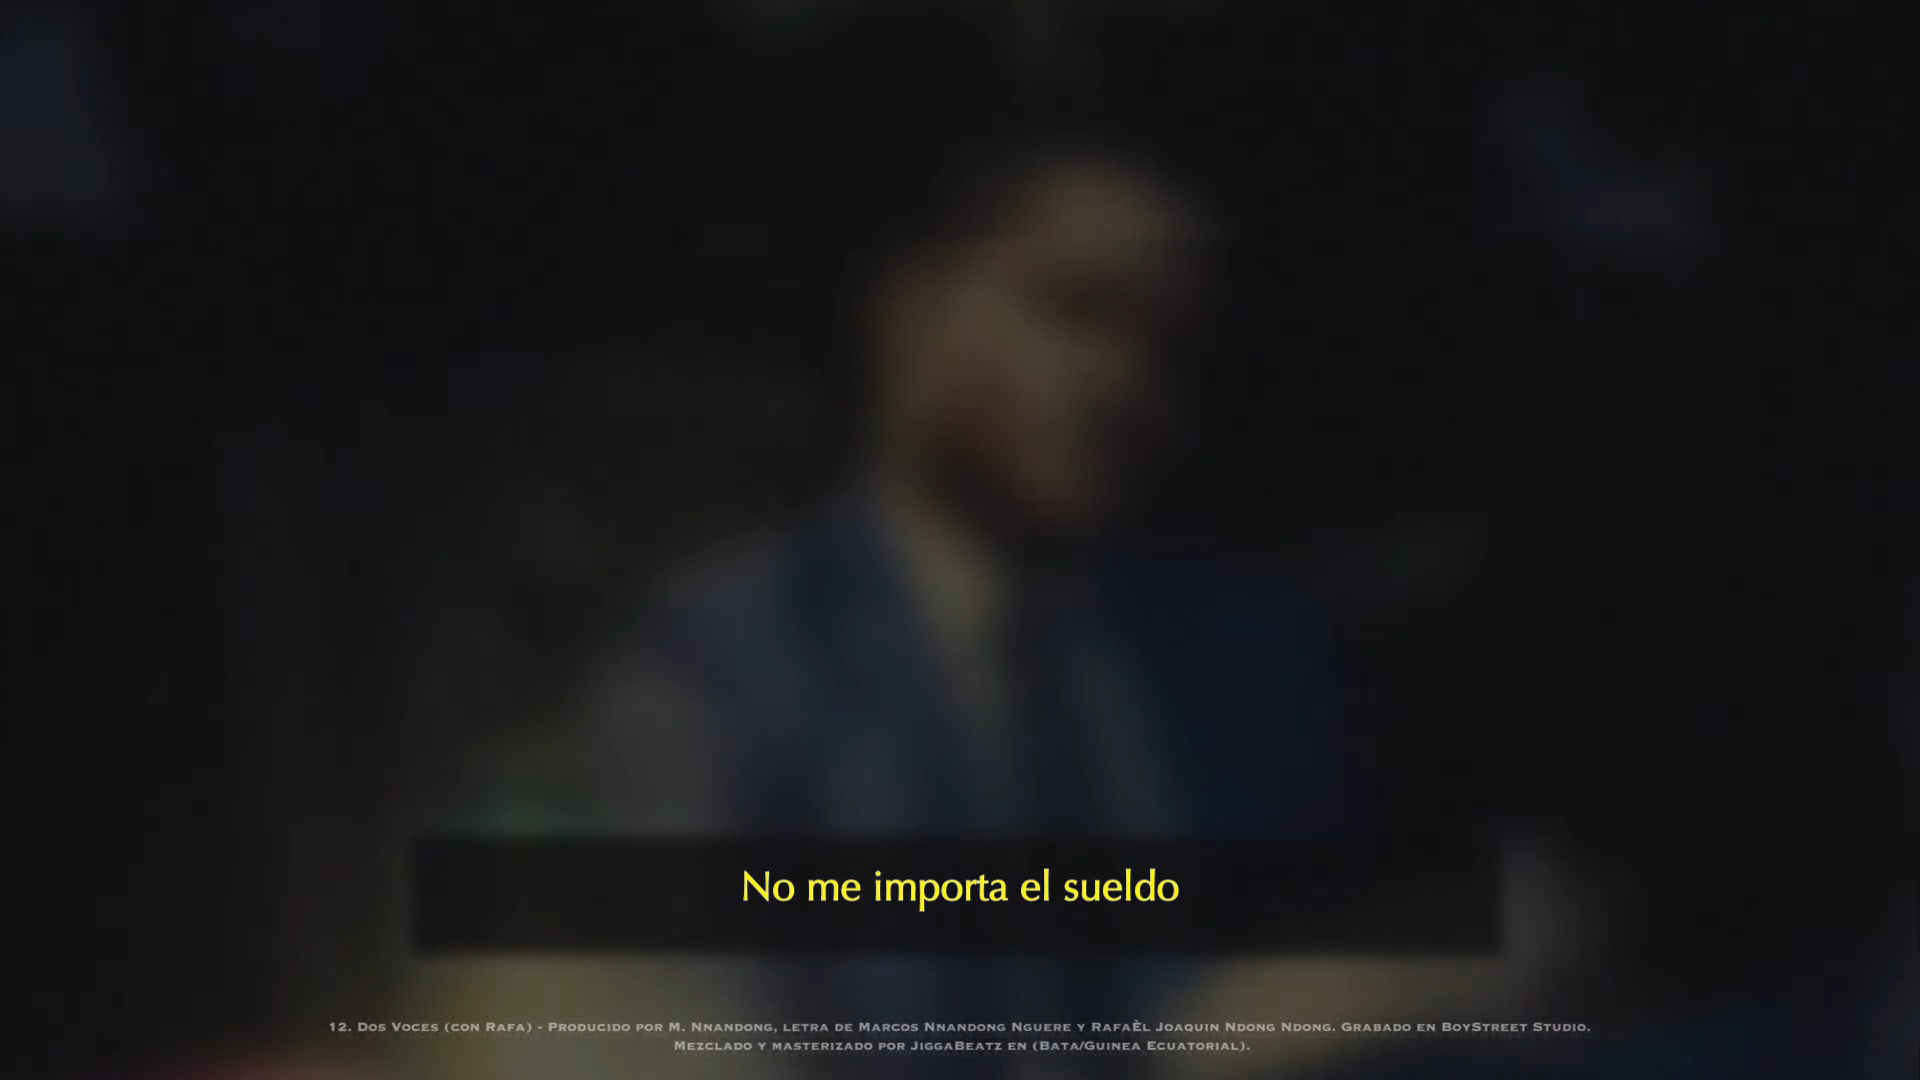 No me importa el sueldo
12. Dos Voces (con Rafa) - Producido por M. Nnandong, letra de Marcos Nnandong Nguere y Rafaèl Joaquin Ndong Ndong. Grabado en BoyStreet Studio.
Mezclado y masterizado por JiggaBeatz en (Bata/Guinea Ecuatorial).